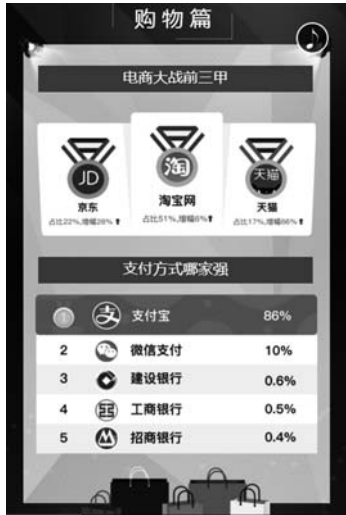 购物篇
电商大战前三甲
JD
淘
天猫
京东
淘宝网
天猫
占比22%,增幅28%⬆
占比51%,增幅6%⬆
占比17%,增幅66%⬆
支付方式哪家强
1 支 支付宝 86%
2 微信支付 10%
3 建设银行 0.6%
4 工商银行 0.5%
5 招商银行 0.4%